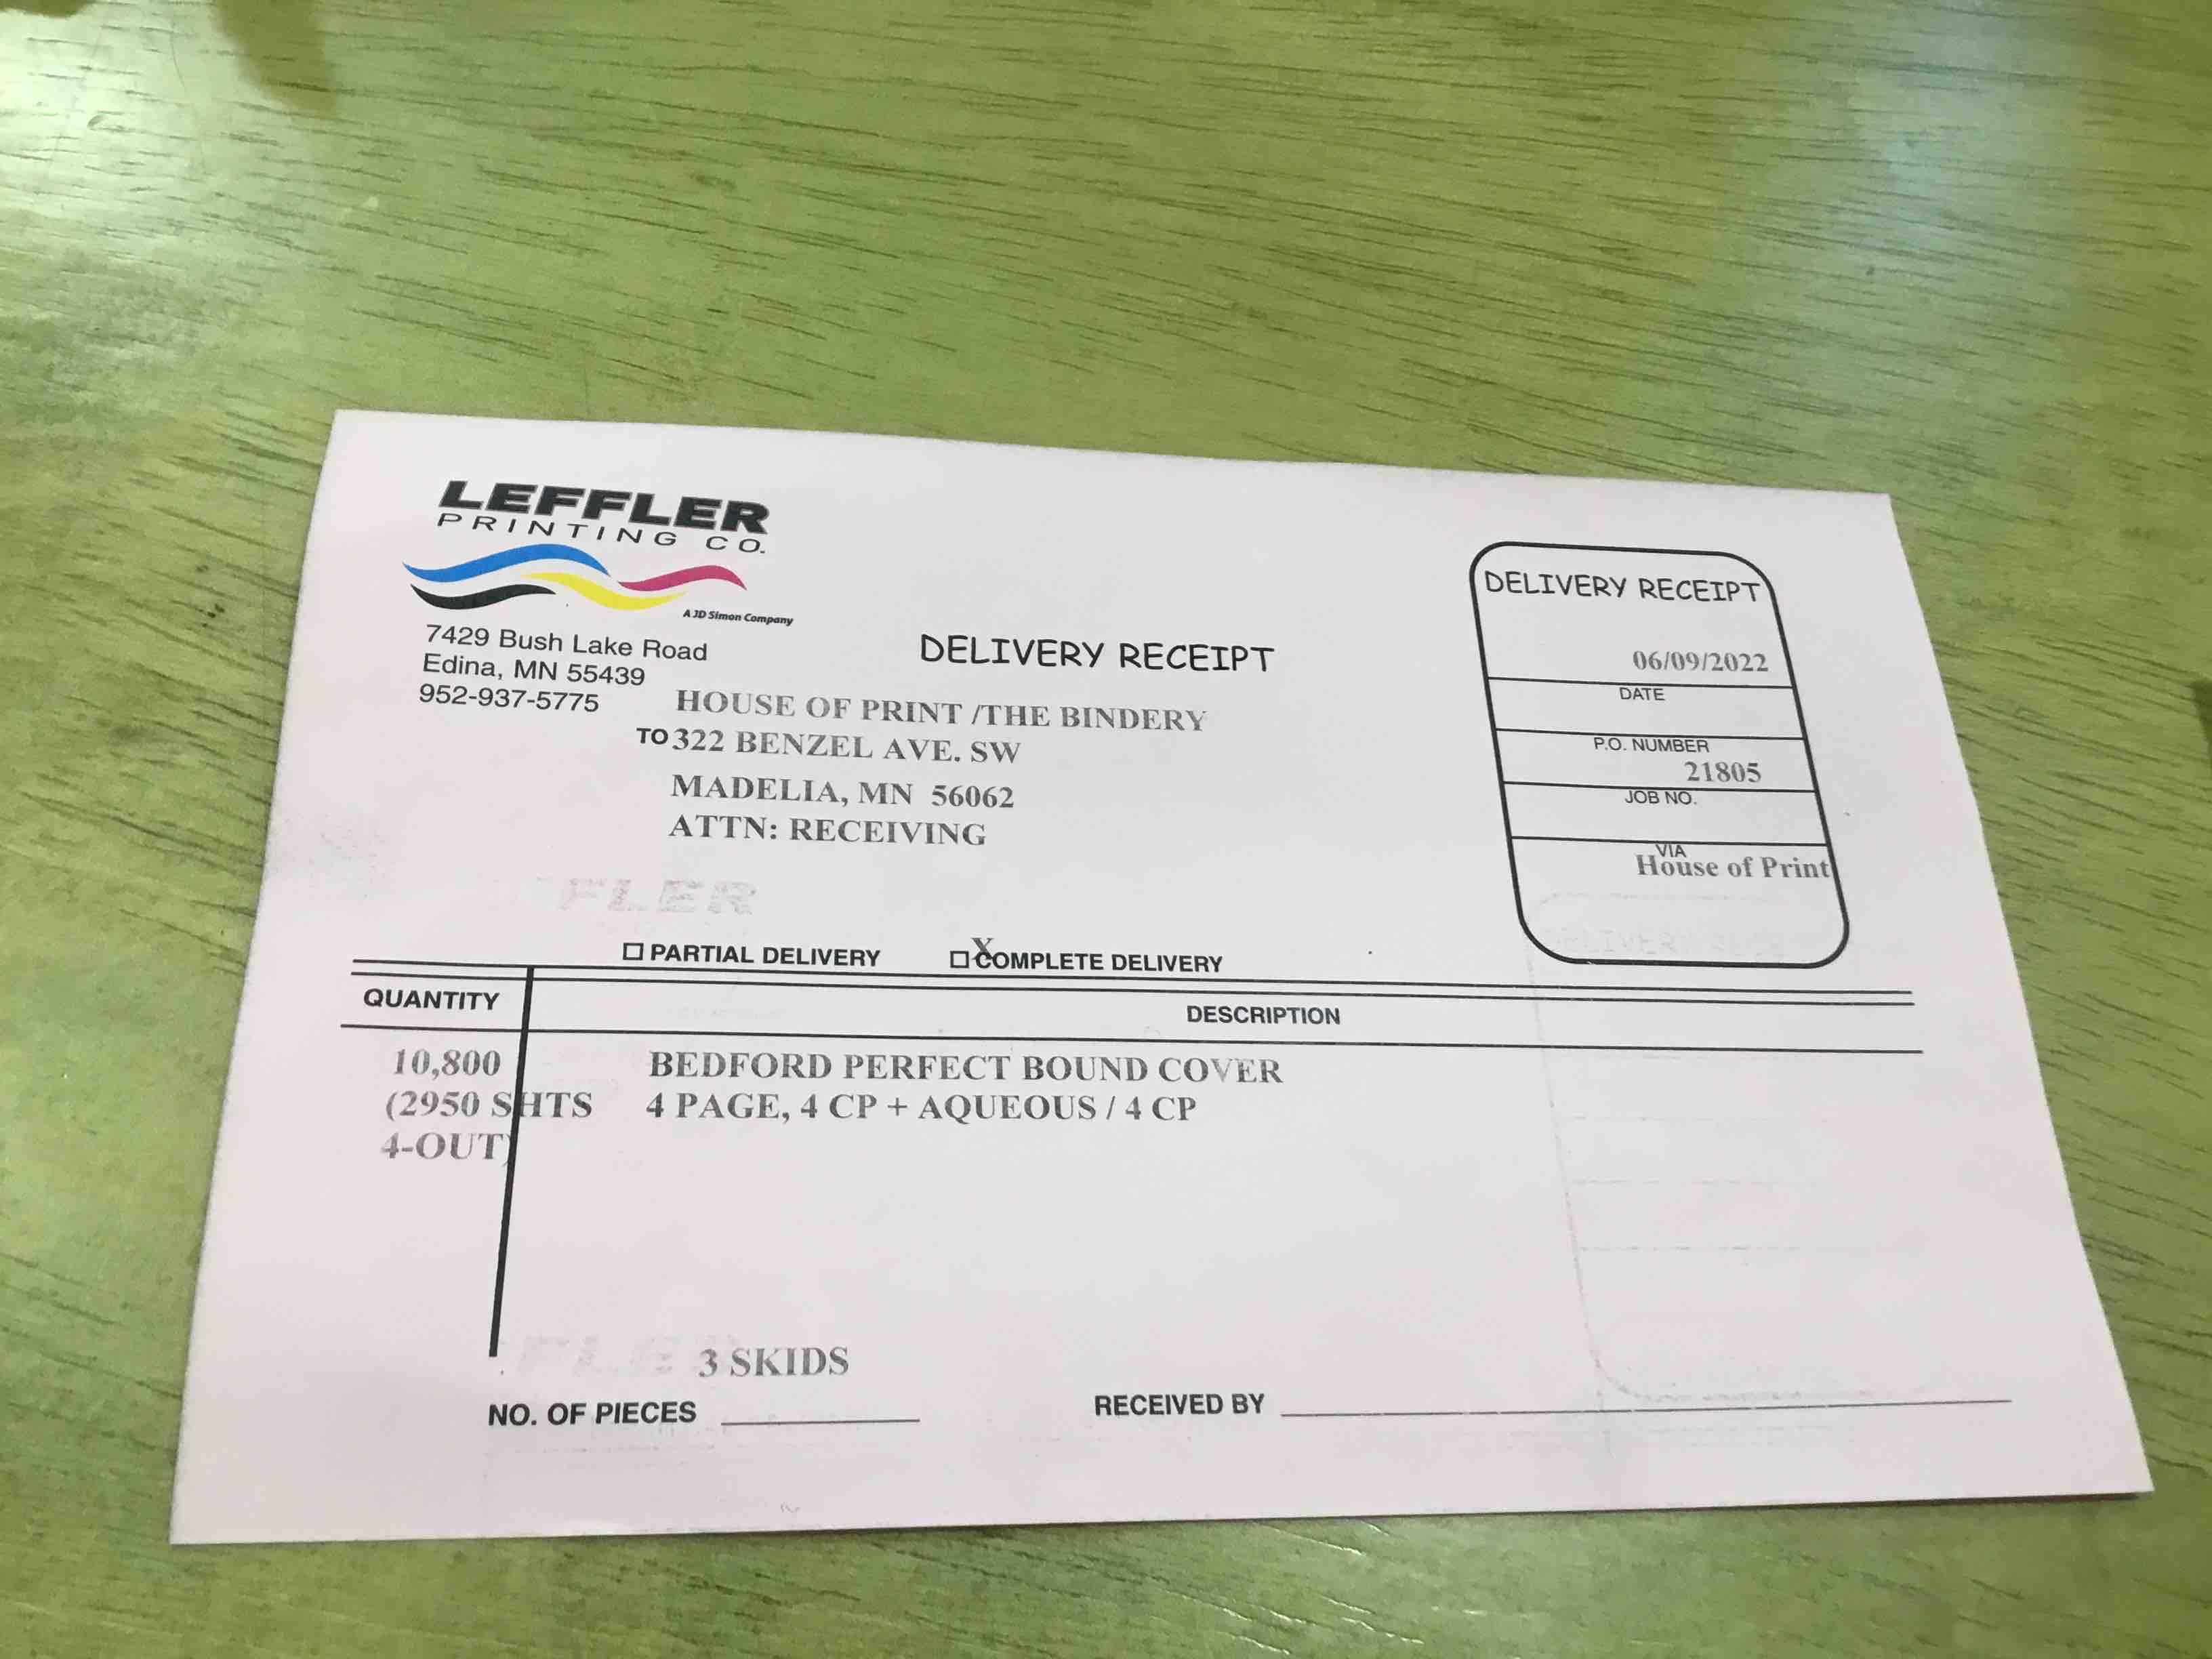 LEFFLER
PRINTING CO.
A JD Simon Company
7429 Bush Lake Road
Edina, MN 55439
952-937-5775
DELIVERY RECEIPT
HOUSE OF PRINT /THE BINDERY
TO 322 BENZEL AVE. SW
MADELIA, MN 56062
ATTN: RECEIVING
DELIVERY RECEIPT
06/09/2022
DATE
P.O. NUMBER
21805
JOB NO.
VIA
House of Print
FLER
☐ PARTIAL DELIVERY ☐ X COMPLETE DELIVERY
QUANTITY DESCRIPTION
10,800 BEDFORD PERFECT BOUND COVER
(2950 SHTS 4 PAGE, 4 CP + AQUEOUS / 4 CP
4-OUT)
3 SKIDS
NO. OF PIECES RECEIVED BY